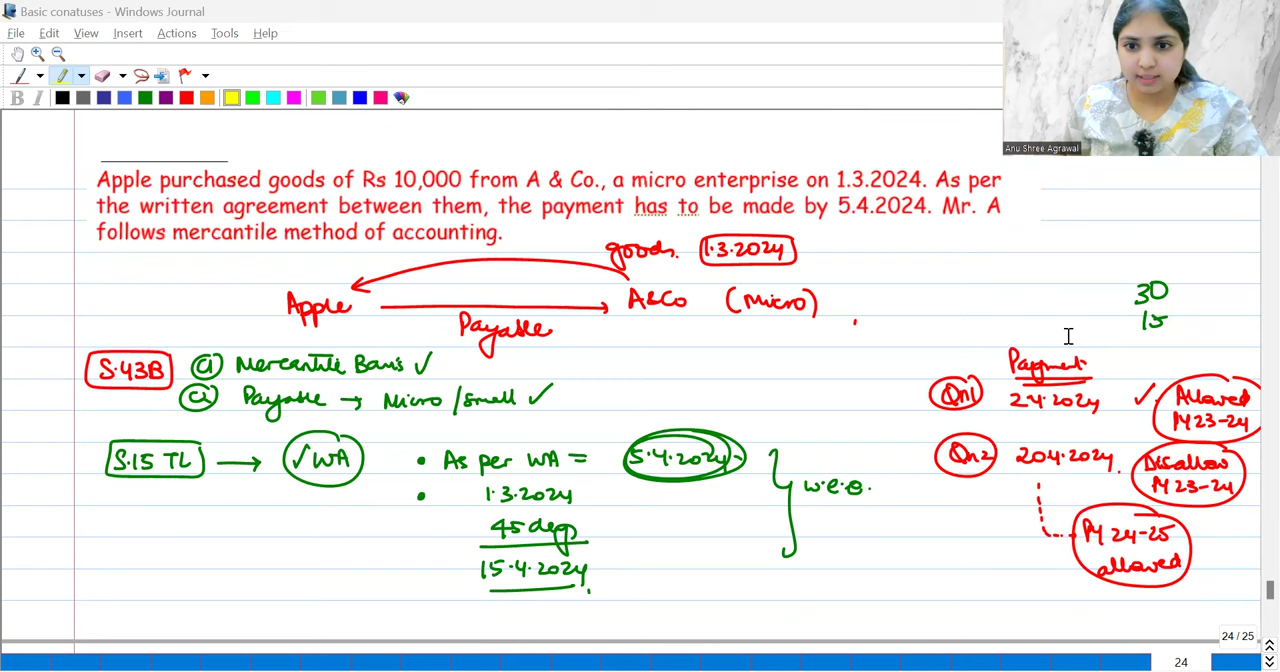 Basic conatuses - Windows Journal
File Edit View Insert Actions Tools Help
B I
Anu Shree Agrawal
Apple purchased goods of Rs 10,000 from A & Co., a micro enterprise on 1.3.2024. As per
the written agreement between them, the payment has to be made by 5.4.2024. Mr. A
follows mercantile method of accounting.
goods. 1.3.2024
Apple A&Co (Micro)
Payable
30
15
S.43B (i) Mercantile Basis ✓
(ii) Payable → Micro/Small ✓
Payment
Qn1 2.4.2024 ✓ Allowed
PY 23-24
S.15 TL → ✓WA • As per WA = 5.4.2024
• 1.3.2024
45 days
15.4.2024
w.e.e.
Qn2 20.4.2024. Disallow
PY 23-24
PY 24-25
allowed
24 / 25
24